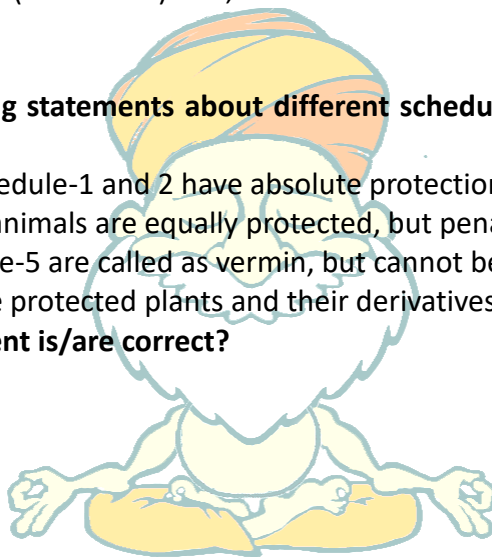 g statements about different schedu
edule-1 and 2 have absolute protection
animals are equally protected, but pena
e-5 are called as vermin, but cannot be
e protected plants and their derivatives
ent is/are correct?